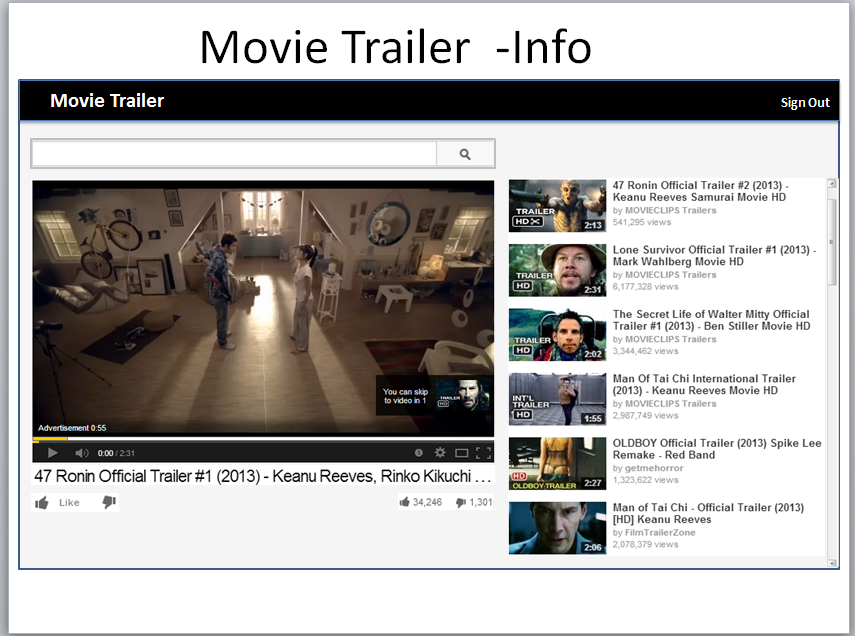 Movie Trailer  -Info
Movie Trailer
Sign Out
You can skip
to video in 1
HD
Advertisement 0:55
0:00 / 2:31
47 Ronin Official Trailer #1 (2013) - Keanu Reeves, Rinko Kikuchi ...
Like
34,246
1,301
TRAILER
HD
2:13
47 Ronin Official Trailer #2 (2013) -
Keanu Reeves Samurai Movie HD
by MOVIECLIPS Trailers
541,295 views
TRAILER
HD
2:31
Lone Survivor Official Trailer #1 (2013) -
Mark Wahlberg Movie HD
by MOVIECLIPS Trailers
6,177,328 views
TRAILER
HD
2:02
The Secret Life of Walter Mitty Official
Trailer #1 (2013) - Ben Stiller Movie HD
by MOVIECLIPS Trailers
3,344,462 views
INT'L
TRAILER
HD
1:55
Man Of Tai Chi International Trailer
(2013) - Keanu Reeves Movie HD
by MOVIECLIPS Trailers
2,987,749 views
HD
OLDBOY TRAILER
2:27
OLDBOY Official Trailer (2013) Spike Lee
Remake - Red Band
by getmehorror
1,323,622 views
2:06
Man of Tai Chi - Official Trailer (2013)
[HD] Keanu Reeves
by FilmTrailerZone
2,078,379 views